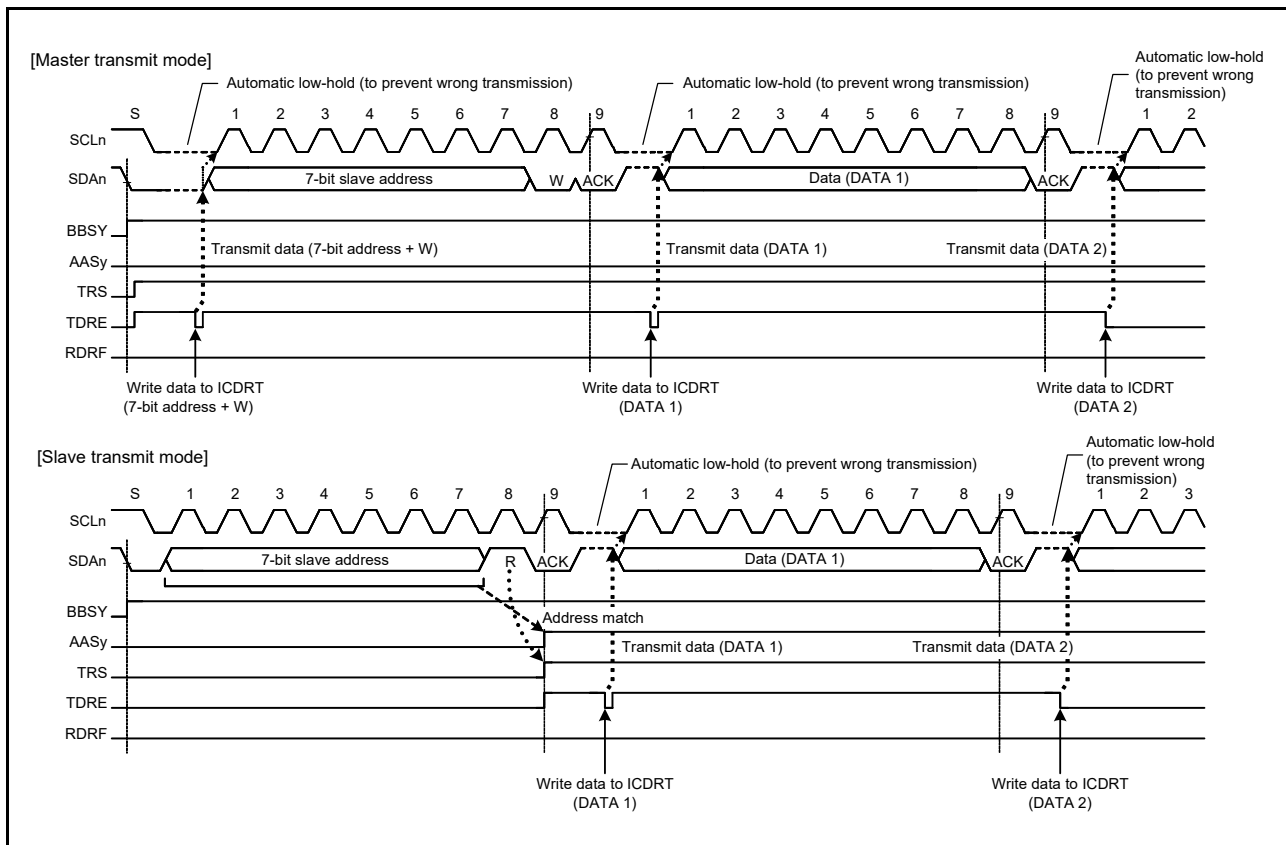 [Master transmit mode]
Automatic low-hold (to prevent wrong transmission)
Automatic low-hold (to prevent wrong transmission)
Automatic low-hold
(to prevent wrong
transmission)
S 1 2 3 4 5 6 7 8 9 1 2 3 4 5 6 7 8 9 1 2
SCLn
SDAn 7-bit slave address W ACK Data (DATA 1) ACK
BBSY
Transmit data (7-bit address + W) Transmit data (DATA 1) Transmit data (DATA 2)
AASy
TRS
TDRE
RDRF
Write data to ICDRT
(7-bit address + W)
Write data to ICDRT
(DATA 1)
Write data to ICDRT
(DATA 2)
[Slave transmit mode]
Automatic low-hold (to prevent wrong transmission)
Automatic low-hold
(to prevent wrong
transmission)
S 1 2 3 4 5 6 7 8 9 1 2 3 4 5 6 7 8 9 1 2 3
SCLn
SDAn 7-bit slave address R ACK Data (DATA 1) ACK
BBSY
Address match
AASy
Transmit data (DATA 1) Transmit data (DATA 2)
TRS
TDRE
RDRF
Write data to ICDRT
(DATA 1)
Write data to ICDRT
(DATA 2)